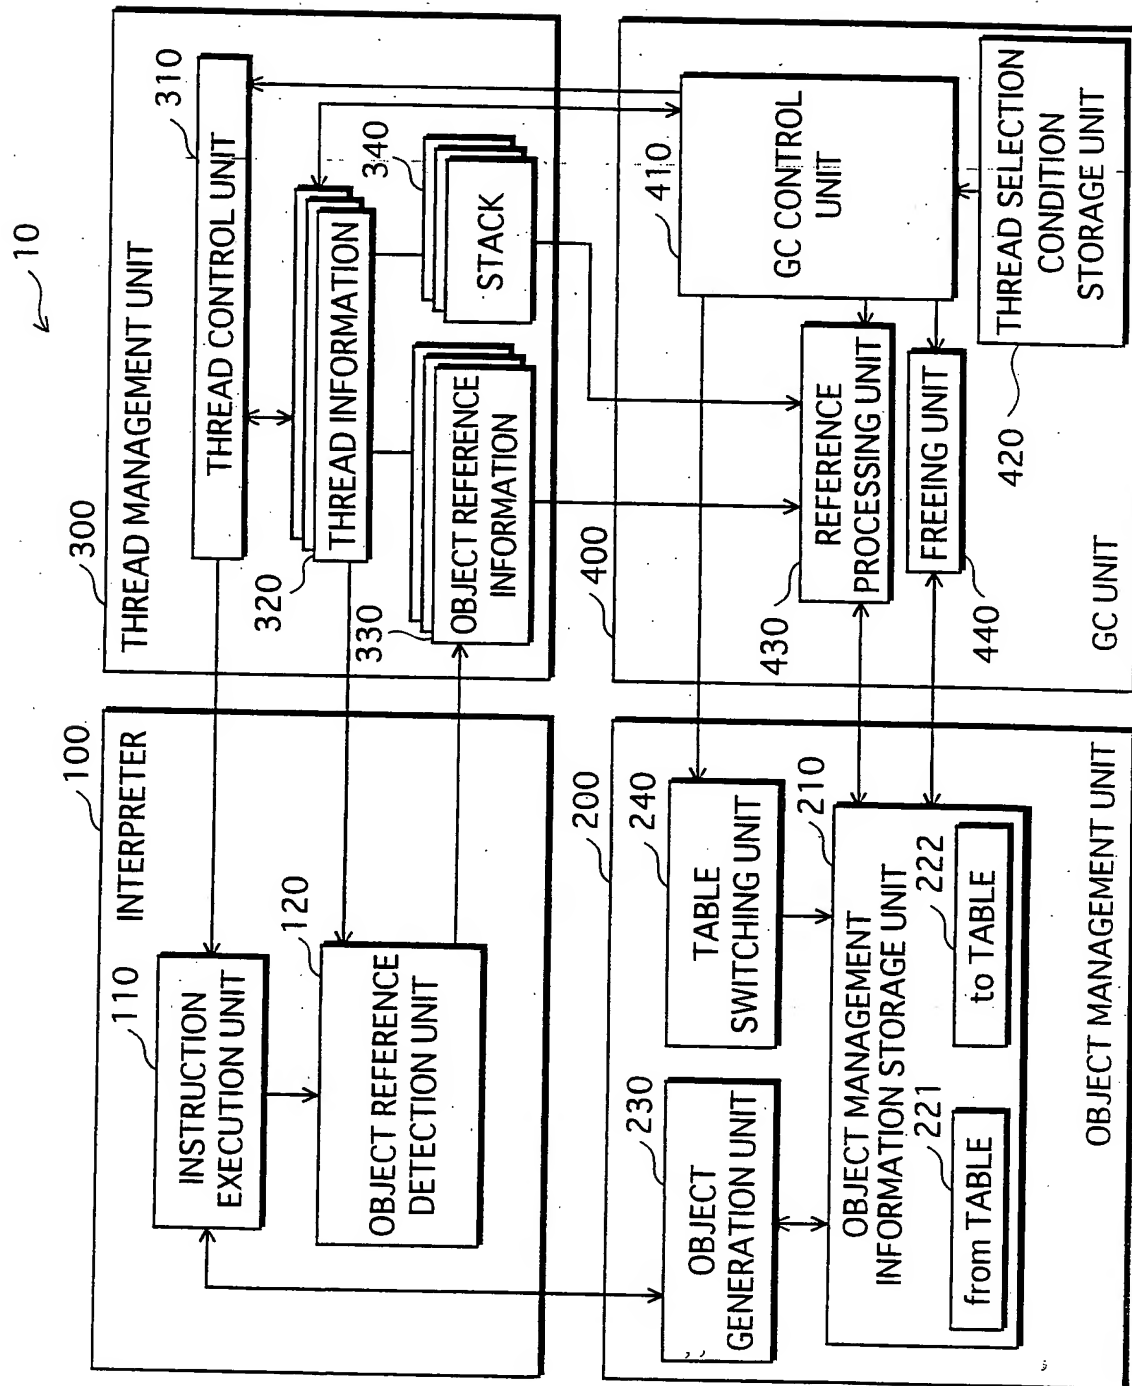 10
100
INTERPRETER
110
INSTRUCTION
EXECUTION UNIT
120
OBJECT REFERENCE
DETECTION UNIT
300
THREAD MANAGEMENT UNIT
310
THREAD CONTROL UNIT
320
THREAD INFORMATION
330
OBJECT REFERENCE
INFORMATION
340
STACK
200
230
OBJECT
GENERATION UNIT
240
TABLE
SWITCHING UNIT
210
OBJECT MANAGEMENT
INFORMATION STORAGE UNIT
221
from TABLE
222
to TABLE
OBJECT MANAGEMENT UNIT
400
410
GC CONTROL
UNIT
430
REFERENCE
PROCESSING UNIT
440
FREEING UNIT
420
THREAD SELECTION
CONDITION
STORAGE UNIT
GC UNIT